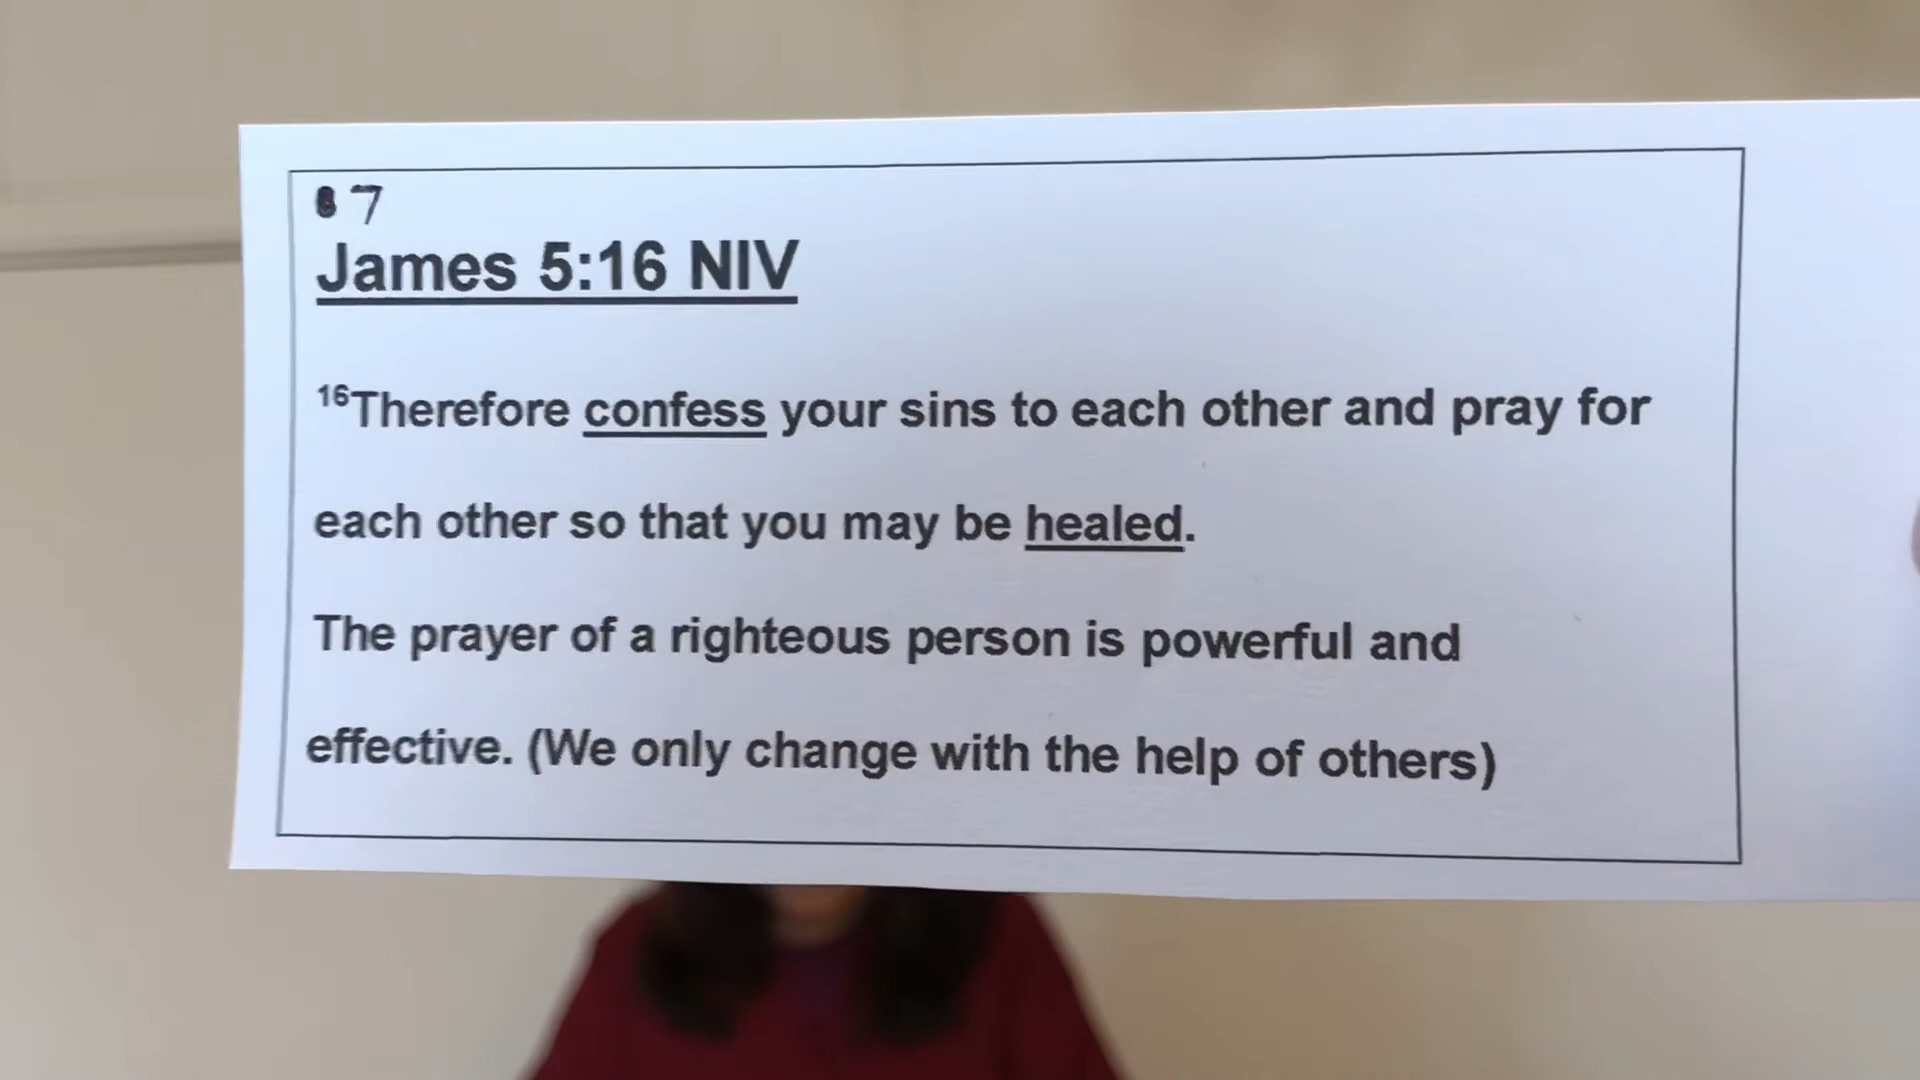 7
James 5:16 NIV
16Therefore confess your sins to each other and pray for
each other so that you may be healed.
The prayer of a righteous person is powerful and
effective. (We only change with the help of others)